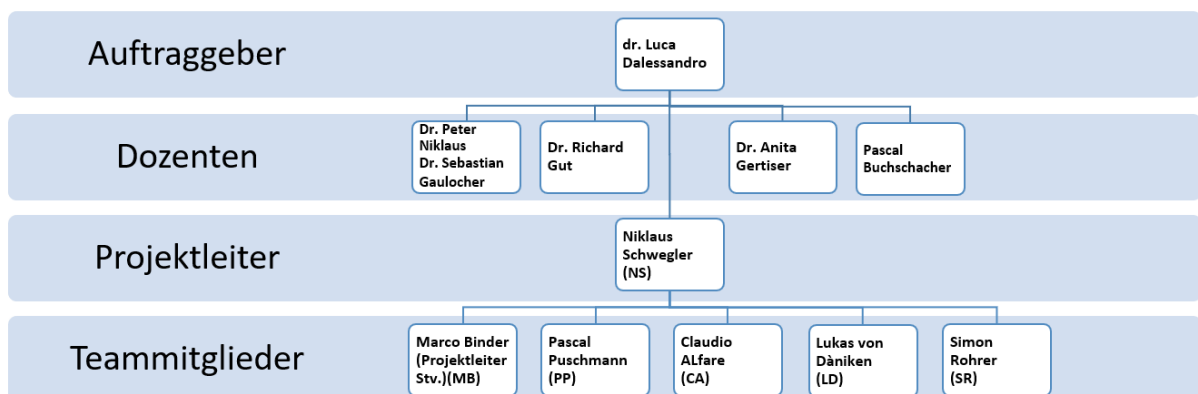 Auftraggeber
dr. Luca
Dalessandro
Dozenten
Dr. Peter
Niklaus
Dr. Sebastian
Gaulocher
Dr. Richard
Gut
Dr. Anita
Gertiser
Pascal
Buchschacher
Projektleiter
Niklaus
Schwegler
(NS)
Teammitglieder
Marco Binder
(Projektleiter
Stv.)(MB)
Pascal
Puschmann
(PP)
Claudio
ALfare
(CA)
Lukas von
Dàniken
(LD)
Simon
Rohrer
(SR)